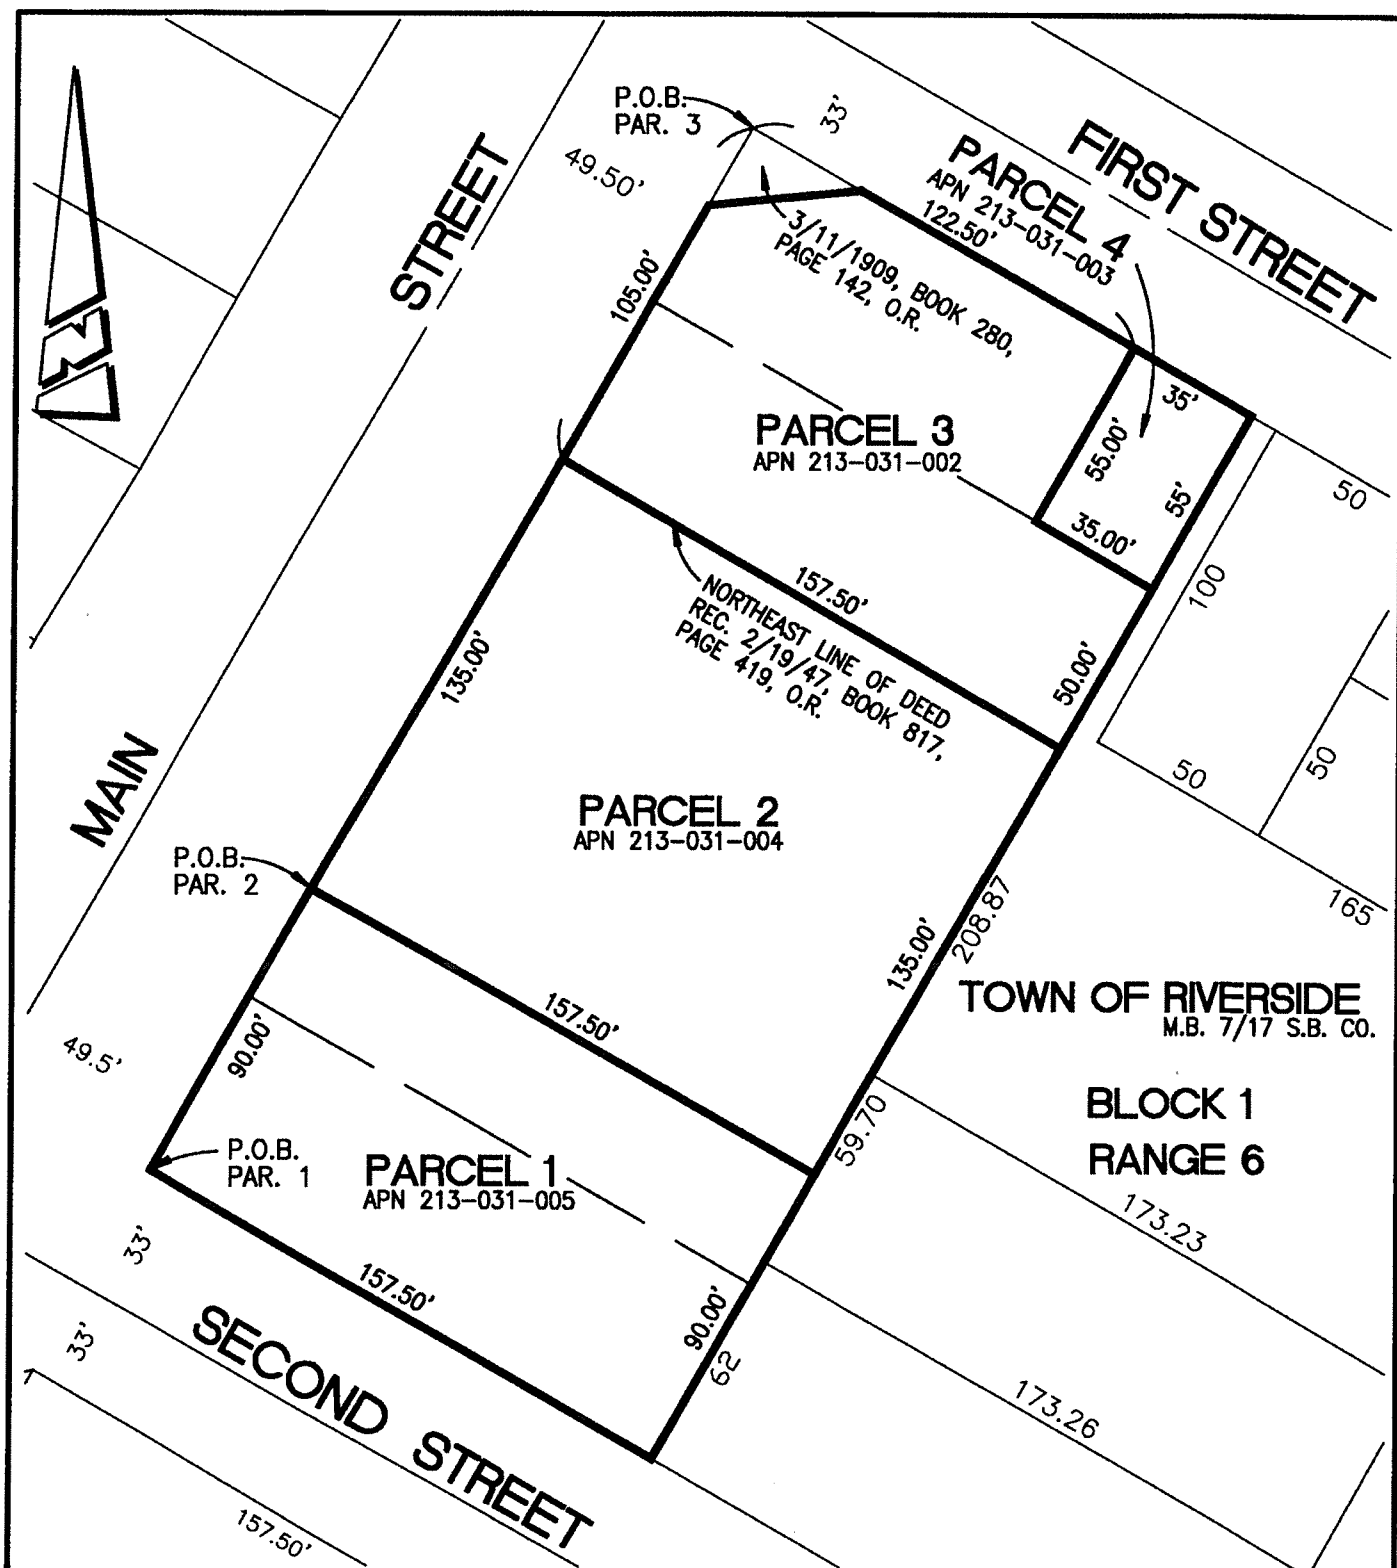 P.O.B.
PAR. 3
33'
FIRST STREET
49.50'
PARCEL 4
APN 213-031-003
122.50'
STREET
3/11/1909, BOOK 280,
PAGE 142, O.R.
105.00'
N
35'
PARCEL 3
APN 213-031-002
55.00'
55'
50
35.00'
100
157.50'
NORTHEAST LINE OF DEED
REC. 2/19/47, BOOK 817,
PAGE 419, O.R.
135.00'
50.00'
50
50
MAIN
PARCEL 2
APN 213-031-004
P.O.B.
PAR. 2
165
208.87
135.00'
TOWN OF RIVERSIDE
M.B. 7/17 S.B. CO.
157.50'
49.5'
90.00'
BLOCK 1
RANGE 6
59.70
P.O.B.
PAR. 1
PARCEL 1
APN 213-031-005
173.23
33'
157.50'
90.00'
62
33'
SECOND STREET
173.26
157.50'